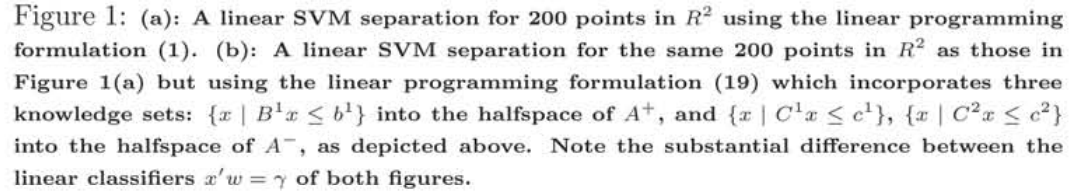 Figure 1: (a): A linear SVM separation for 200 points in R² using the linear programming
formulation (1). (b): A linear SVM separation for the same 200 points in R² as those in
Figure 1(a) but using the linear programming formulation (19) which incorporates three
knowledge sets: {x | B¹x ≤ b¹} into the halfspace of A⁺, and {x | C¹x ≤ c¹}, {x | C²x ≤ c²}
into the halfspace of A⁻, as depicted above. Note the substantial difference between the
linear classifiers x′w = γ of both figures.